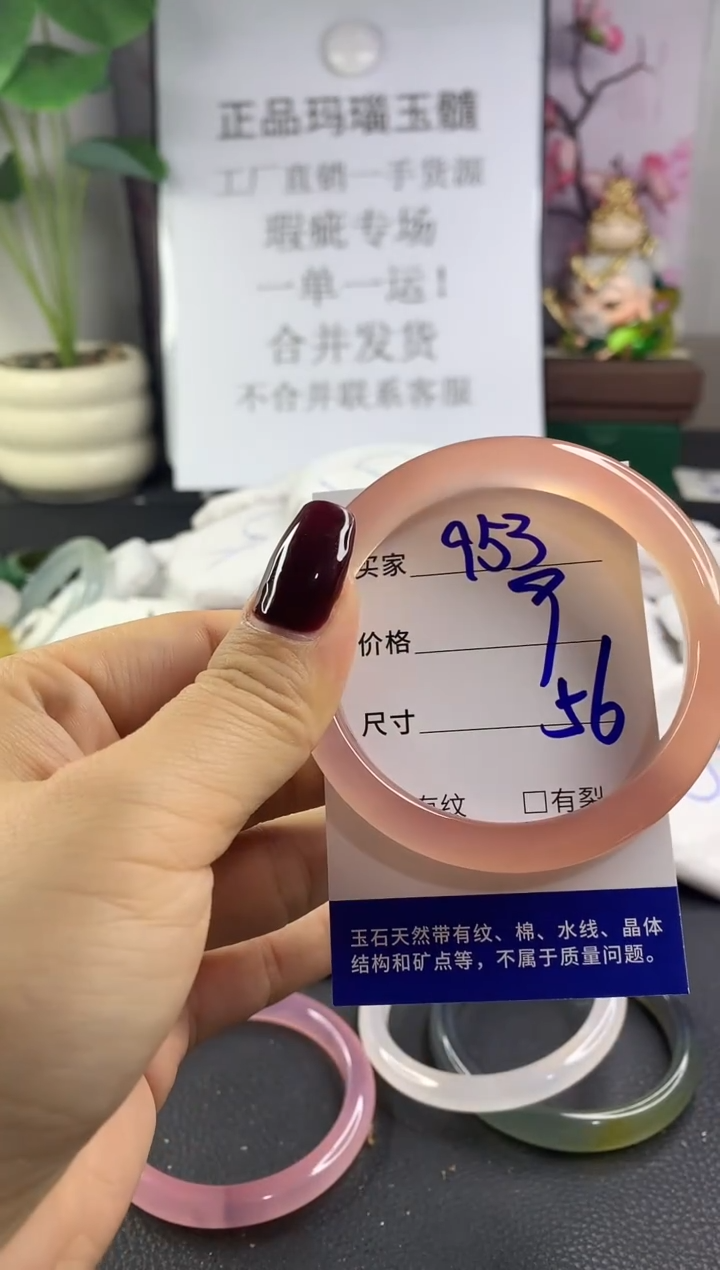 正品玛瑙玉髓
工厂直销一手货源
瑕疵专场
一单一运！
合并发货
不合并联系客服
买家 953
价格
尺寸 56
有纹 □有裂
玉石天然带有纹、棉、水线、晶体
结构和矿点等，不属于质量问题。